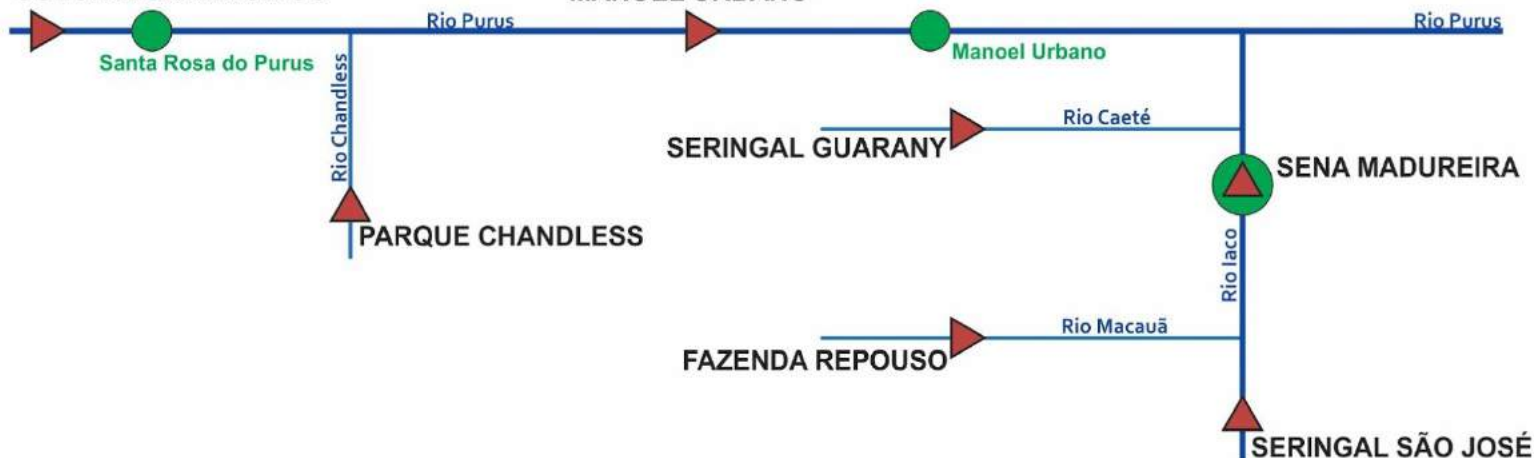 Rio Purus
Rio Purus
Santa Rosa do Purus
Manoel Urbano
Rio Chandless
Rio Caeté
SERINGAL GUARANY
SENA MADUREIRA
PARQUE CHANDLESS
Rio Iaco
Rio Macauã
FAZENDA REPOUSO
SERINGAL SÃO JOSÉ